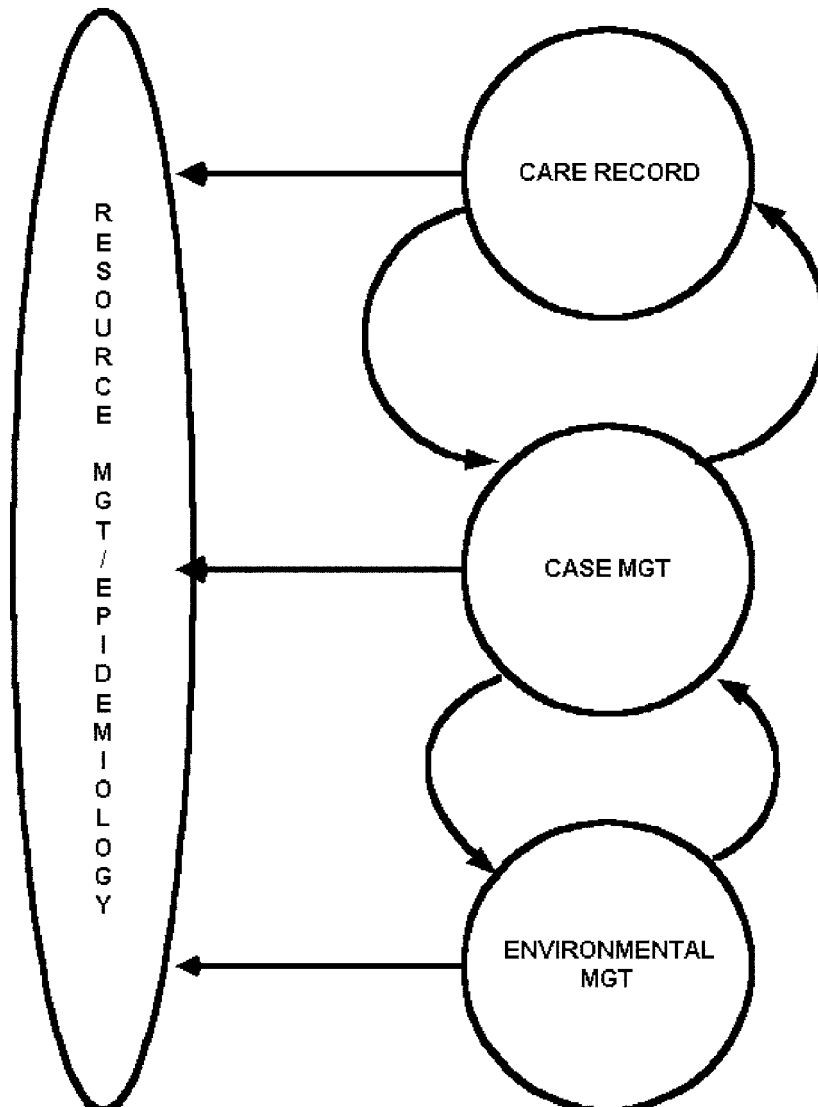 RESOURCE MGT/EPIDEMIOLOGY
CARE RECORD
CASE MGT
ENVIRONMENTAL
MGT